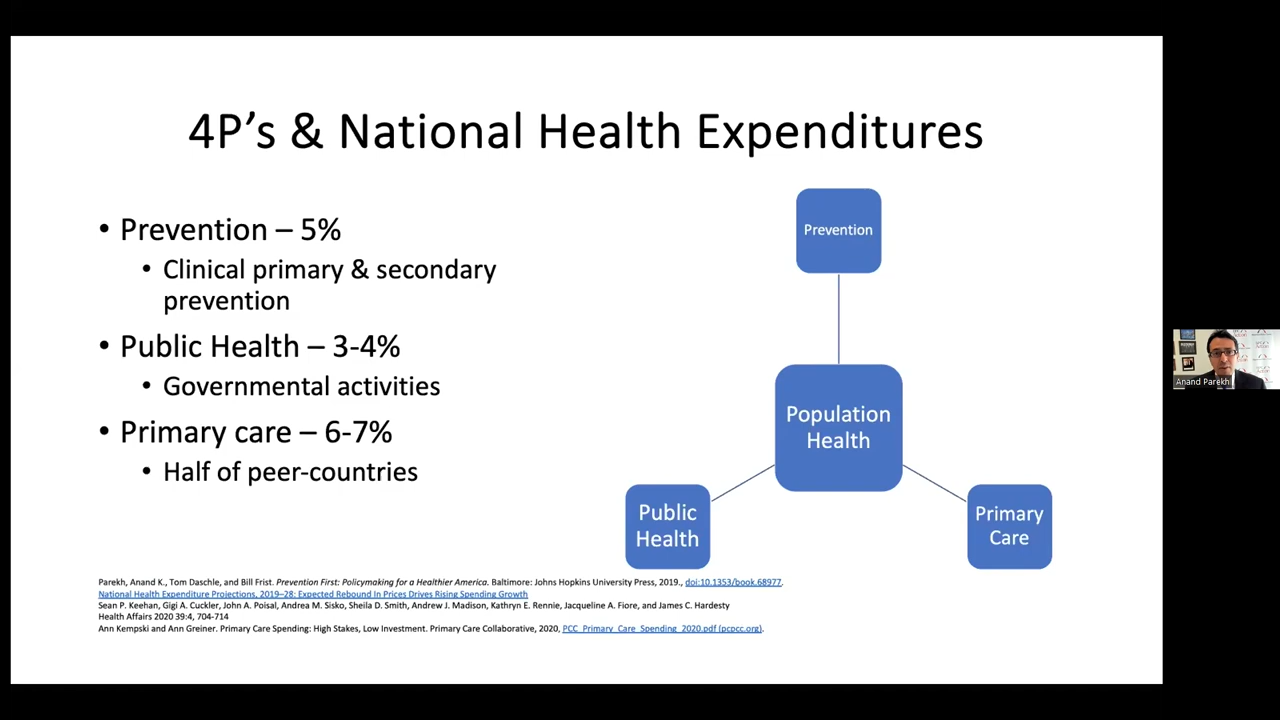 4P’s & National Health Expenditures
• Prevention – 5%
• Clinical primary & secondary
prevention
• Public Health – 3-4%
• Governmental activities
• Primary care – 6-7%
• Half of peer-countries
Prevention
Population
Health
Public
Health
Primary
Care
Parekh, Anand K., Tom Daschle, and Bill Frist. Prevention First: Policymaking for a Healthier America. Baltimore: Johns Hopkins University Press, 2019., doi:10.1353/book.68977.
National Health Expenditure Projections, 2019–28: Expected Rebound In Prices Drives Rising Spending Growth
Sean P. Keehan, Gigi A. Cuckler, John A. Poisal, Andrea M. Sisko, Sheila D. Smith, Andrew J. Madison, Kathryn E. Rennie, Jacqueline A. Fiore, and James C. Hardesty
Health Affairs 2020 39:4, 704-714
Ann Kempski and Ann Greiner. Primary Care Spending: High Stakes, Low Investment. Primary Care Collaborative, 2020, PCC_Primary_Care_Spending_2020.pdf (pcpcc.org).
Anand Parekh